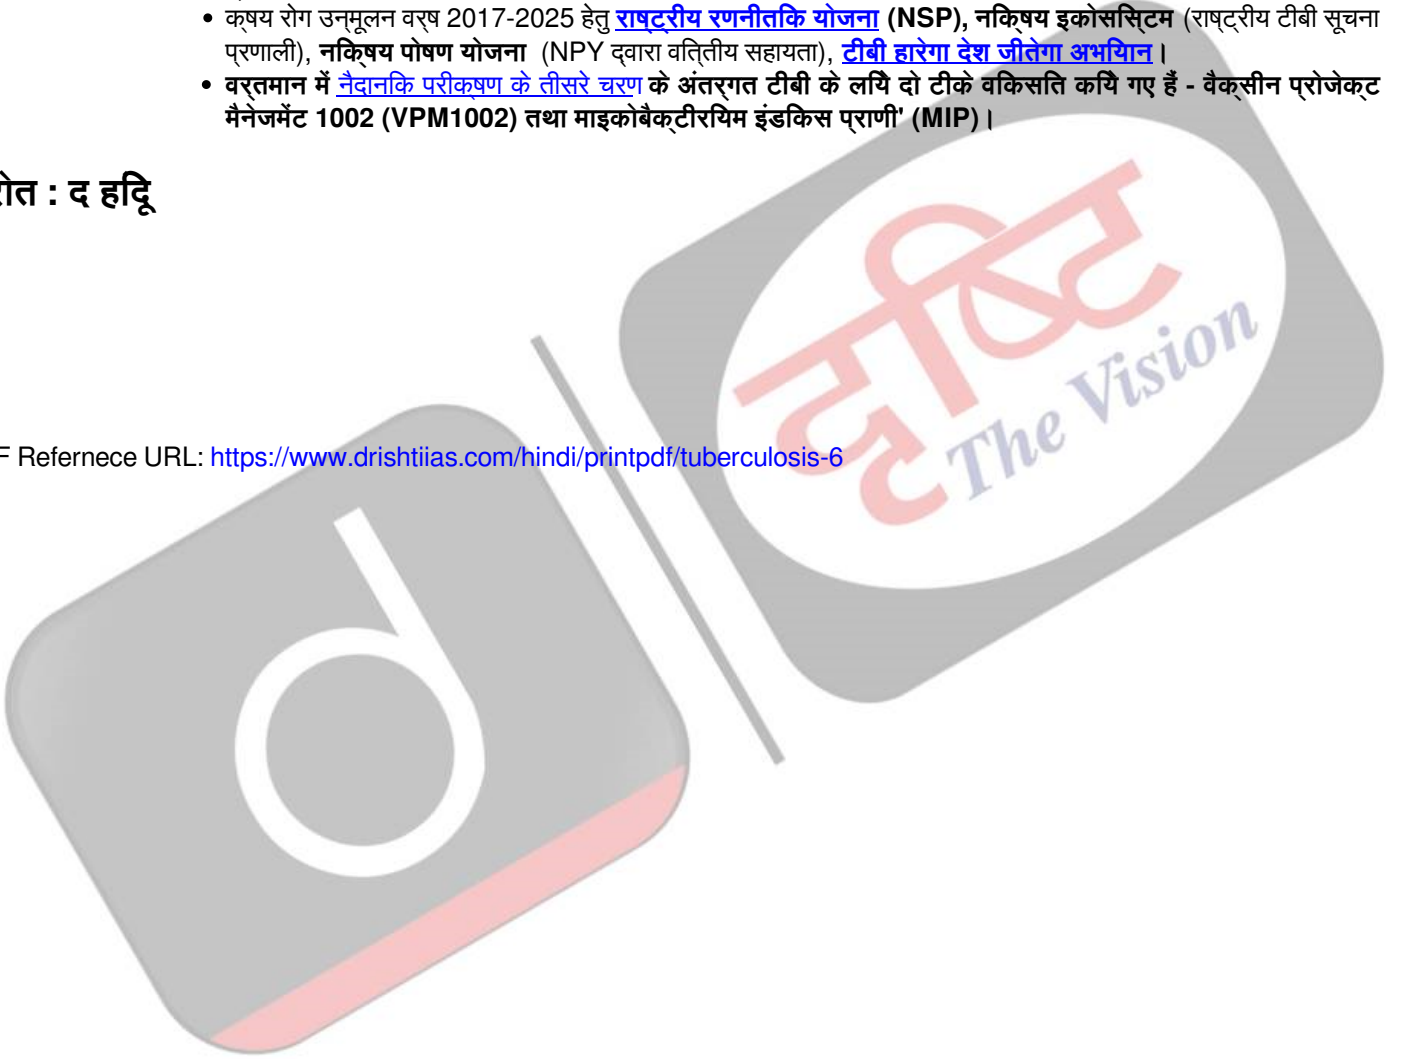 • क्षय रोग उन्मूलन वर्ष 2017-2025 हेतु राष्ट्रीय रणनीतिक योजना (NSP), निक्षय इकोसिस्टम (राष्ट्रीय टीबी सूचना
प्रणाली), निक्षय पोषण योजना (NPY द्वारा वित्तीय सहायता), टीबी हारेगा देश जीतेगा अभियान।
• वर्तमान में नैदानिक परीक्षण के तीसरे चरण के अंतर्गत टीबी के लिये दो टीके विकसित किये गए हैं - वैक्सीन प्रोजेक्ट
मैनेजमेंट 1002 (VPM1002) तथा माइकोबैक्टीरियम इंडिकस प्राणी' (MIP)।
रोत : द हिंदू
F Refernece URL: https://www.drishtiias.com/hindi/printpdf/tuberculosis-6
दृष्टि
The Vision
d